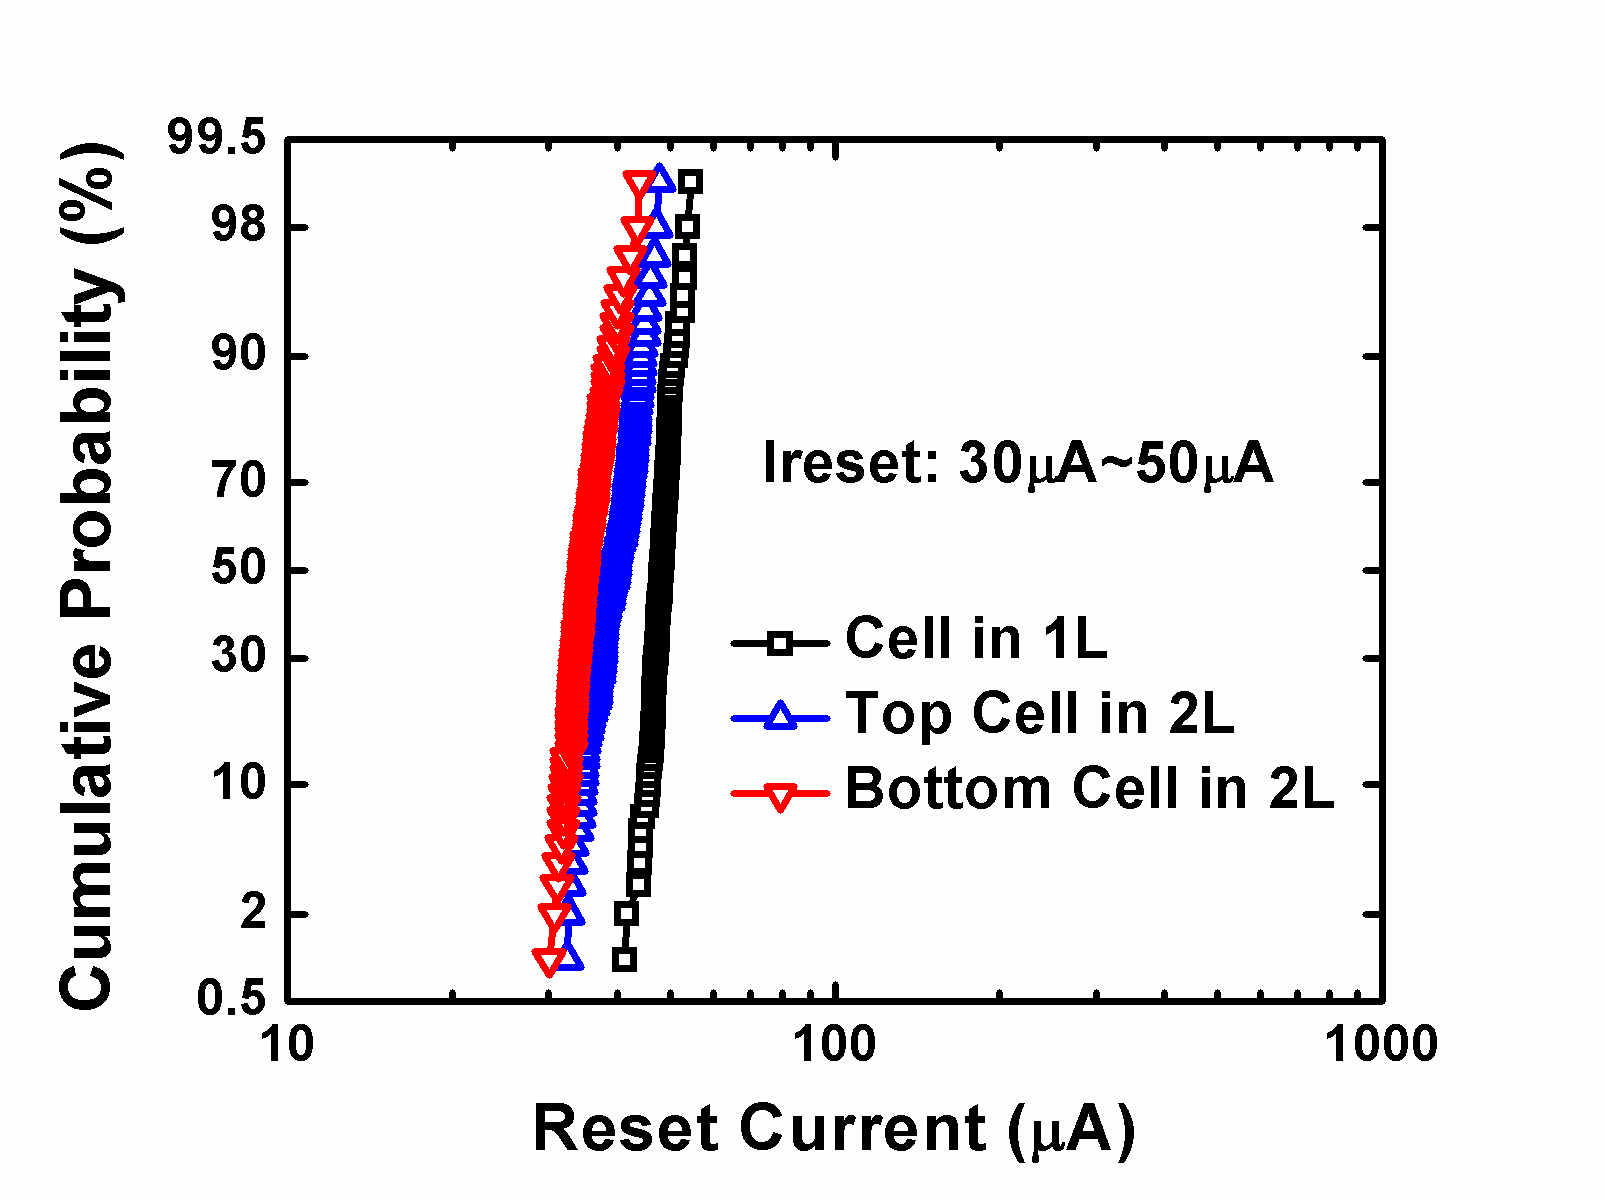 99.5
98
90
70
50
30
10
2
0.5
Cumulative Probability (%)
Ireset: 30μA~50μA
Cell in 1L
Top Cell in 2L
Bottom Cell in 2L
10
100
1000
Reset Current (μA)